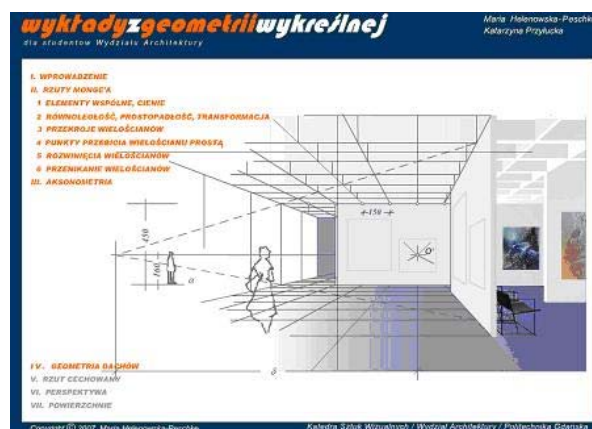 wykładyzgeometriiwykreślnej
dla studentów Wydziału Architektury
Maria Helenowska-Peschke
Katarzyna Przyłucka
I. WPROWADZENIE
II. RZUTY MONGE'A
1 ELEMENTY WSPÓLNE, CIENIE
2 RÓWNOLEGŁOŚĆ, PROSTOPADŁOŚĆ, TRANSFORMACJA
3 PRZEKROJE WIELOŚCIANÓW
4 PUNKTY PRZEBICIA WIELOŚCIANU PROSTĄ
5 ROZWINIĘCIA WIELOŚCIANÓW
6 PRZENIKANIE WIELOŚCIANÓW
III. AKSONOMETRIA
150
450
160
α
O
δ
IV. GEOMETRIA DACHÓW
V. RZUT CECHOWANY
VI. PERSPEKTYWA
VII. POWIERZCHNIE
Copyright © 2007 Maria Helenowska-Peschke
Katedra Sztuk Wizualnych / Wydział Architektury / Politechnika Gdańska